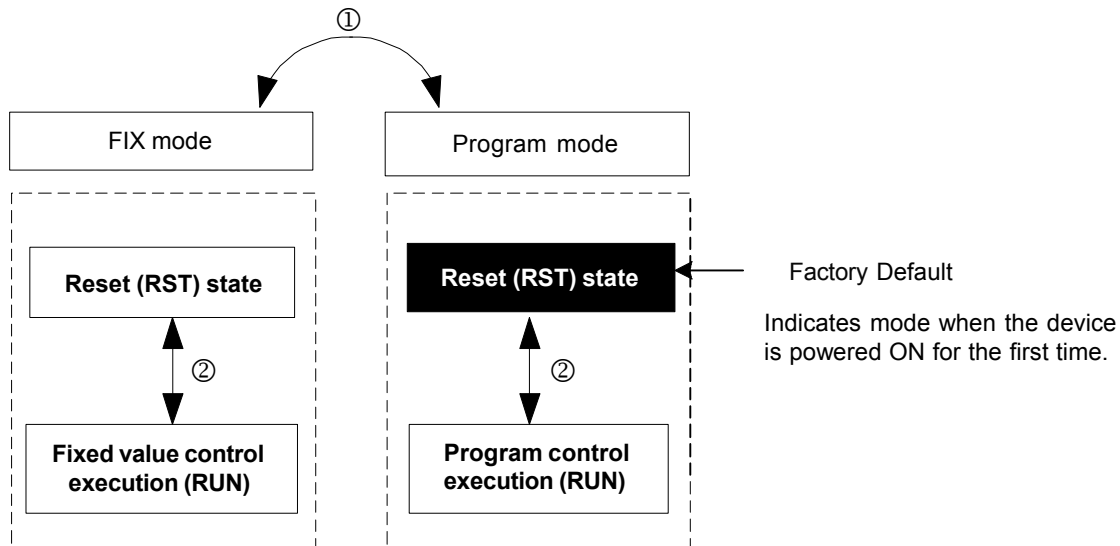 ①
FIX mode
Program mode
Reset (RST) state
Reset (RST) state
Factory Default
Indicates mode when the device
is powered ON for the first time.
②
②
Fixed value control
execution (RUN)
Program control
execution (RUN)